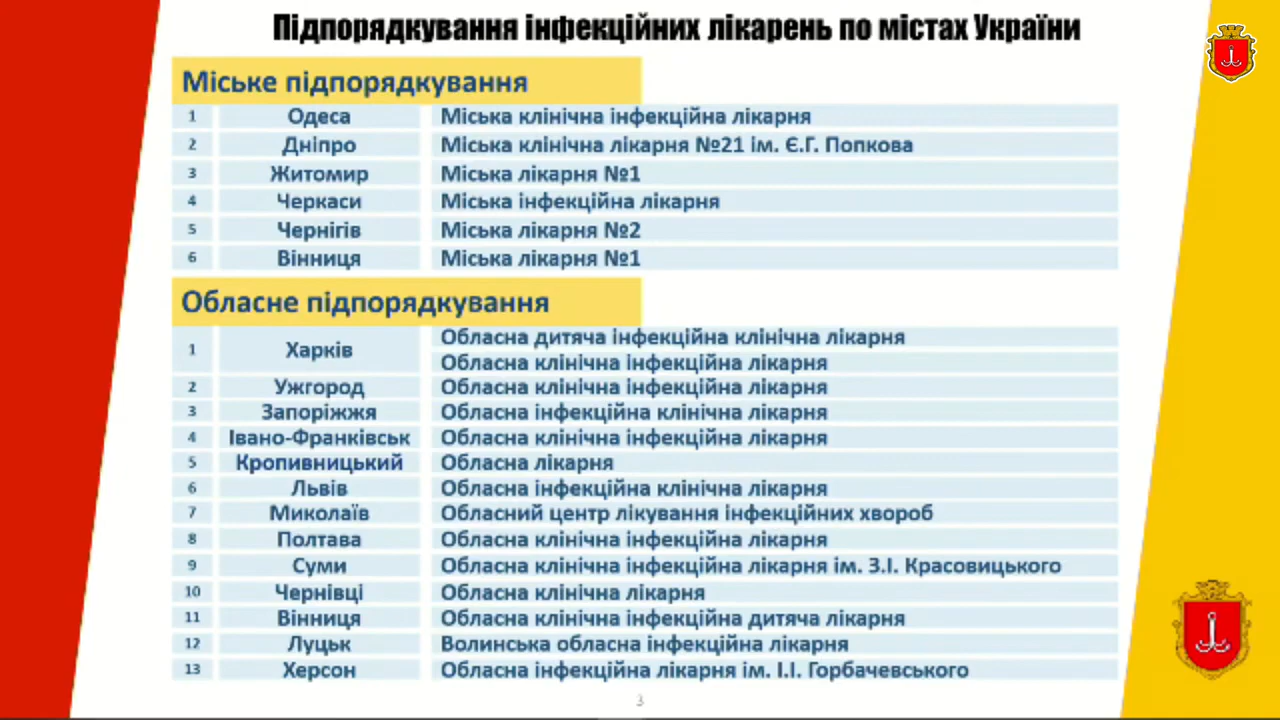 Підпорядкування інфекційних лікарень по містах України
Міське підпорядкування
1 Одеса Міська клінічна інфекційна лікарня
2 Дніпро Міська клінічна лікарня №21 ім. Є.Г. Попкова
3 Житомир Міська лікарня №1
4 Черкаси Міська інфекційна лікарня
5 Чернігів Міська лікарня №2
6 Вінниця Міська лікарня №1
Обласне підпорядкування
1 Харків Обласна дитяча інфекційна клінічна лікарня
Обласна клінічна інфекційна лікарня
2 Ужгород Обласна клінічна інфекційна лікарня
3 Запоріжжя Обласна інфекційна клінічна лікарня
4 Івано-Франківськ Обласна клінічна інфекційна лікарня
5 Кропивницький Обласна лікарня
6 Львів Обласна інфекційна клінічна лікарня
7 Миколаїв Обласний центр лікування інфекційних хвороб
8 Полтава Обласна клінічна інфекційна лікарня
9 Суми Обласна клінічна інфекційна лікарня ім. З.І. Красовицького
10 Чернівці Обласна клінічна лікарня
11 Вінниця Обласна клінічна інфекційна дитяча лікарня
12 Луцьк Волинська обласна інфекційна лікарня
13 Херсон Обласна інфекційна лікарня ім. І.І. Горбачевського
3